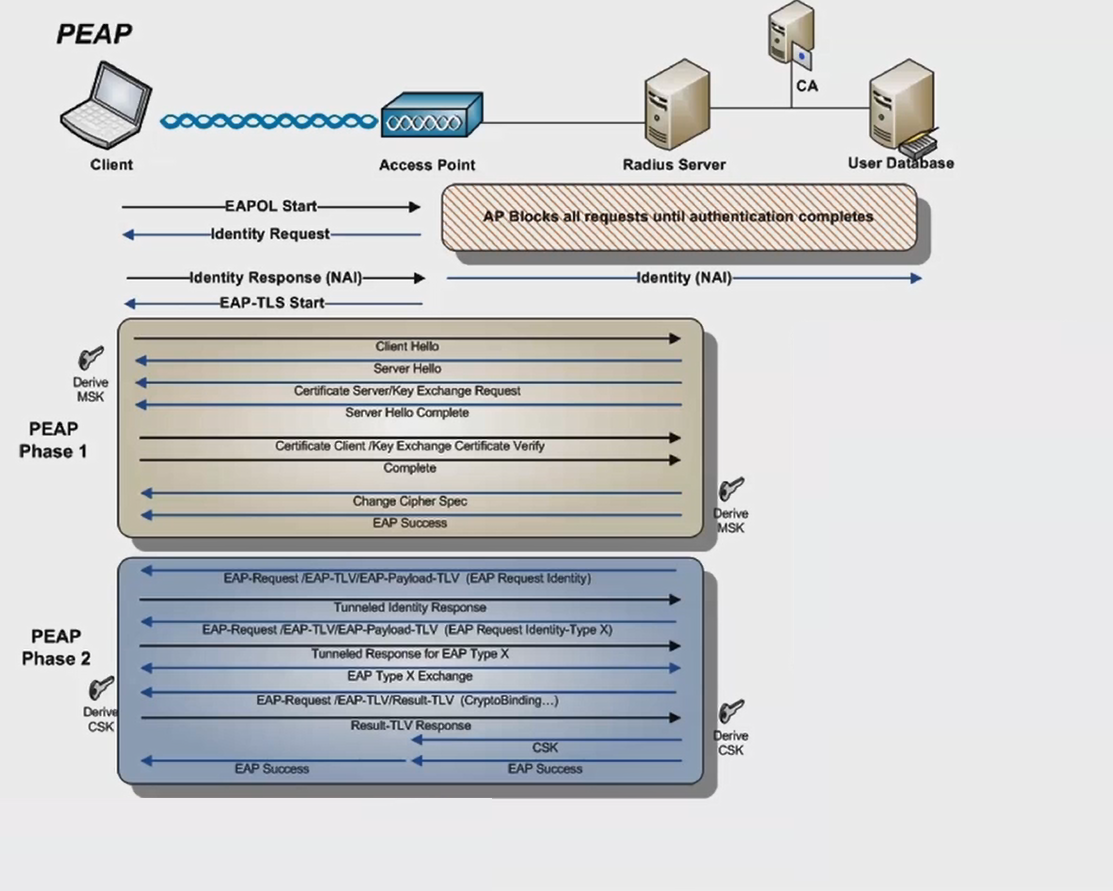 PEAP
CA
Client
Access Point
Radius Server
User Database
EAPOL Start
AP Blocks all requests until authentication completes
Identity Request
Identity Response (NAI)
Identity (NAI)
EAP-TLS Start
Client Hello
Server Hello
Derive
MSK
Certificate Server/Key Exchange Request
Server Hello Complete
PEAP
Phase 1
Certificate Client /Key Exchange Certificate Verify
Complete
Change Cipher Spec
EAP Success
Derive
MSK
EAP-Request /EAP-TLV/EAP-Payload-TLV (EAP Request Identity)
Tunneled Identity Response
EAP-Request /EAP-TLV/EAP-Payload-TLV (EAP Request Identity-Type X)
PEAP
Phase 2
Tunneled Response for EAP Type X
EAP Type X Exchange
EAP-Request /EAP-TLV/Result-TLV (CryptoBinding...)
Derive
CSK
Result-TLV Response
CSK
Derive
CSK
EAP Success
EAP Success